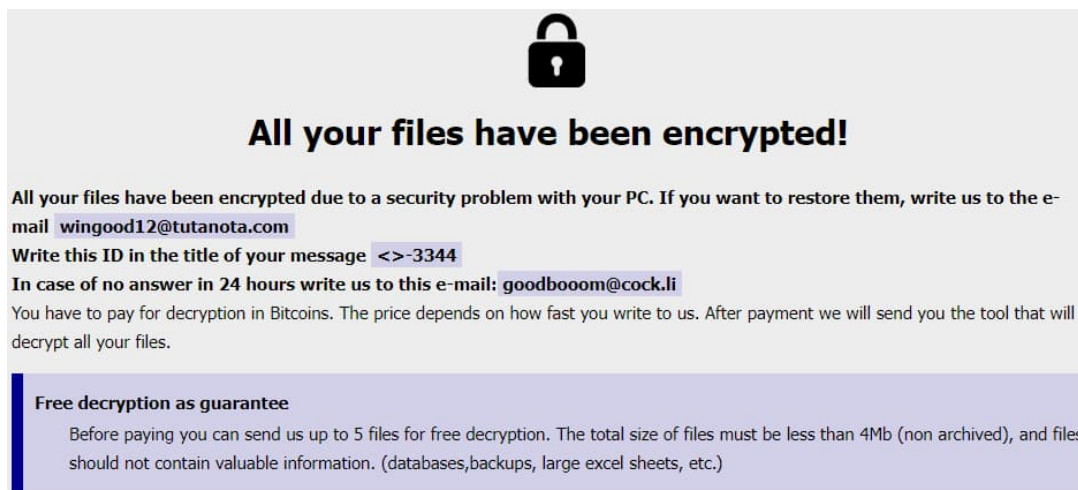 All your files have been encrypted!
All your files have been encrypted due to a security problem with your PC. If you want to restore them, write us to the e-
mail wingood12@tutanota.com
Write this ID in the title of your message <>-3344
In case of no answer in 24 hours write us to this e-mail: goodbooom@cock.li
You have to pay for decryption in Bitcoins. The price depends on how fast you write to us. After payment we will send you the tool that will
decrypt all your files.
Free decryption as guarantee
Before paying you can send us up to 5 files for free decryption. The total size of files must be less than 4Mb (non archived), and files
should not contain valuable information. (databases,backups, large excel sheets, etc.)